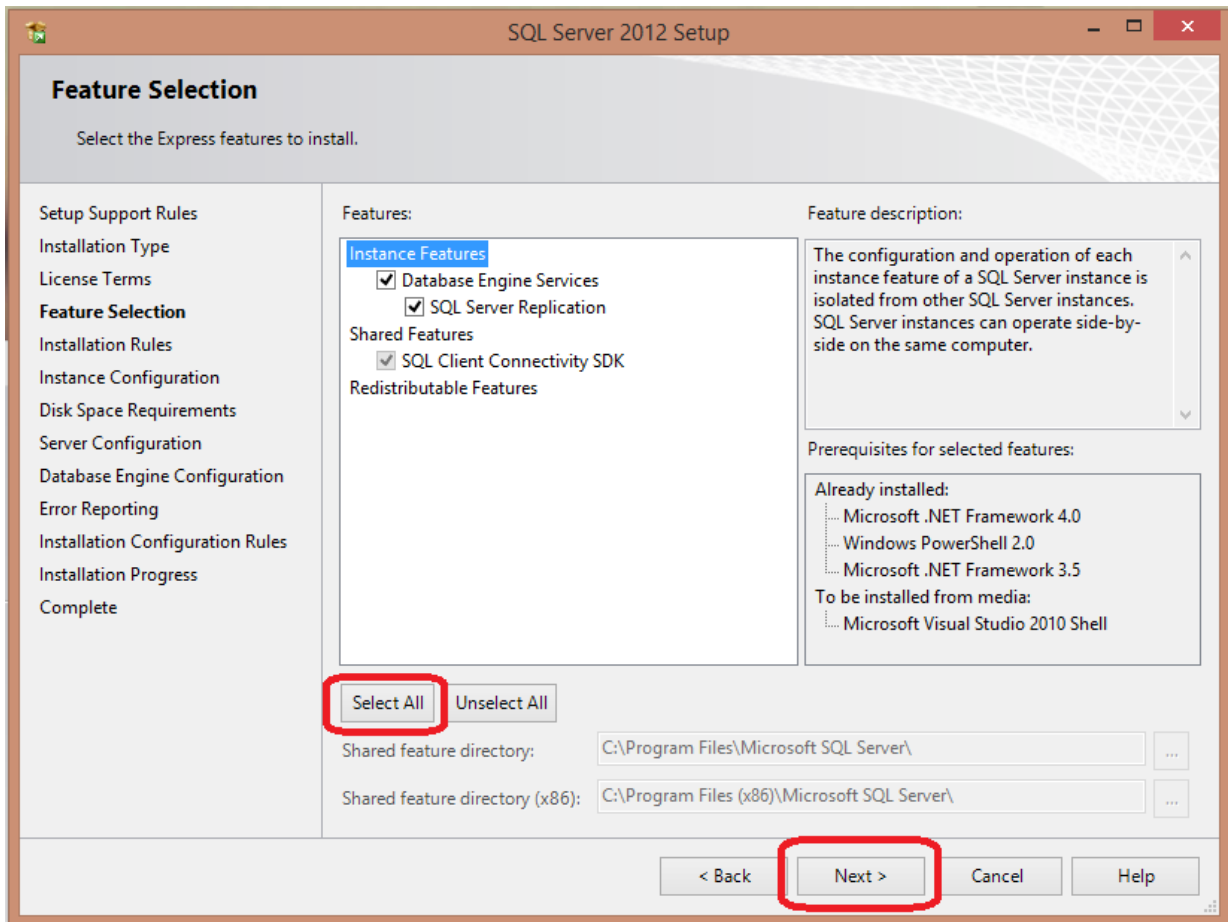 SQL Server 2012 Setup
Feature Selection
Select the Express features to install.
Setup Support Rules
Installation Type
License Terms
Feature Selection
Installation Rules
Instance Configuration
Disk Space Requirements
Server Configuration
Database Engine Configuration
Error Reporting
Installation Configuration Rules
Installation Progress
Complete
Features:
Instance Features
Database Engine Services
SQL Server Replication
Shared Features
SQL Client Connectivity SDK
Redistributable Features
Feature description:
The configuration and operation of each
instance feature of a SQL Server instance is
isolated from other SQL Server instances.
SQL Server instances can operate side-by-
side on the same computer.
Prerequisites for selected features:
Already installed:
Microsoft .NET Framework 4.0
Windows PowerShell 2.0
Microsoft .NET Framework 3.5
To be installed from media:
Microsoft Visual Studio 2010 Shell
Select All Unselect All
Shared feature directory: C:\Program Files\Microsoft SQL Server\ ...
Shared feature directory (x86): C:\Program Files (x86)\Microsoft SQL Server\ ...
< Back Next > Cancel Help